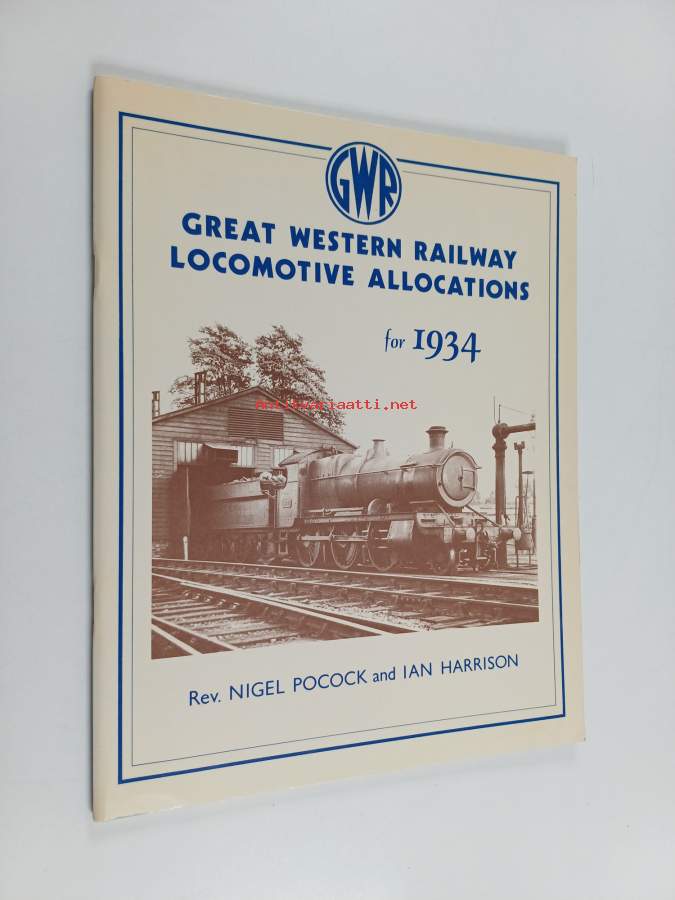 GWR
GREAT WESTERN RAILWAY
LOCOMOTIVE ALLOCATIONS
for 1934
antikvariaatti.net
Rev. NIGEL POCOCK and IAN HARRISON